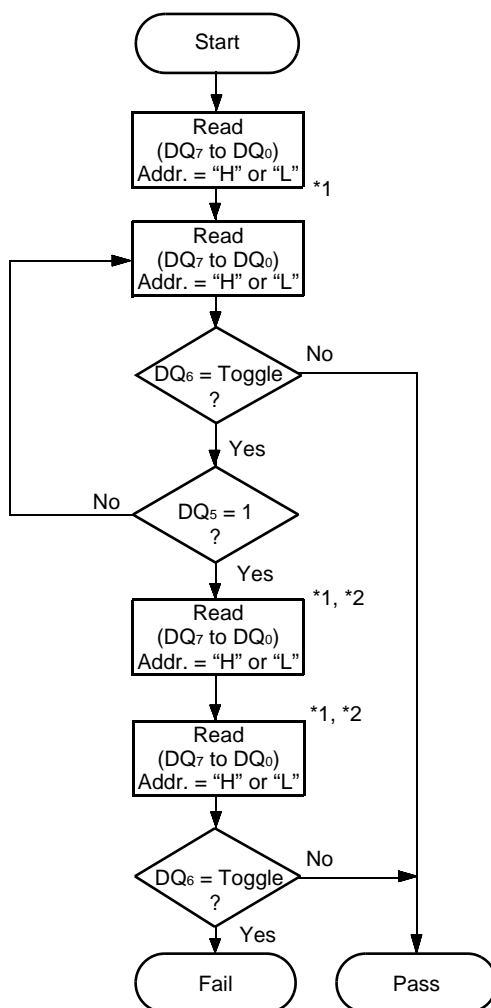 Start
Read
(DQ7 to DQ0)
Addr. = “H” or “L”
*1
Read
(DQ7 to DQ0)
Addr. = “H” or “L”
No
DQ6 = Toggle
?
Yes
No
DQ5 = 1
?
Yes
*1, *2
Read
(DQ7 to DQ0)
Addr. = “H” or “L”
*1, *2
Read
(DQ7 to DQ0)
Addr. = “H” or “L”
No
DQ6 = Toggle
?
Yes
Fail
Pass